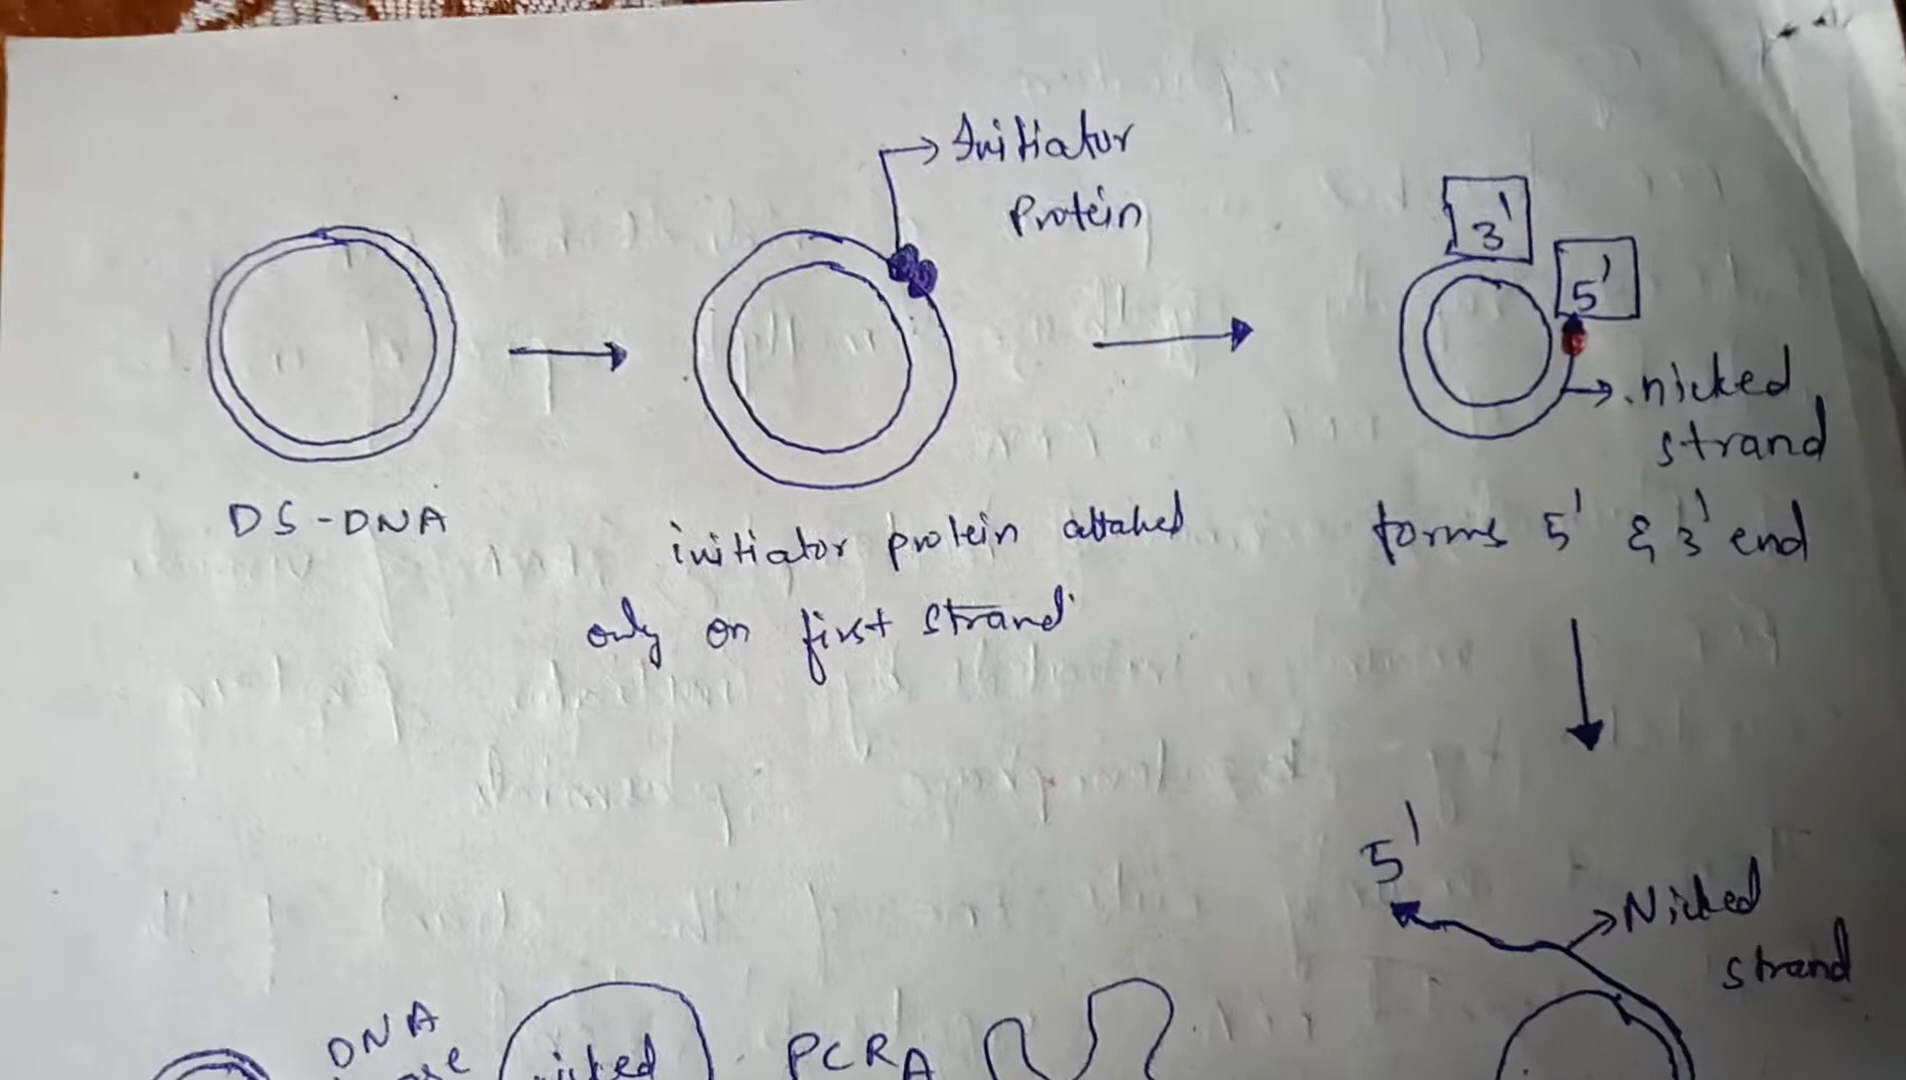 Initiator
Protein
3'
5'
nicked
strand
DS-DNA
initiator protein attahed
only on first strand
forms 5' & 3' end
5'
Nicked
strand
DNA
PCRA